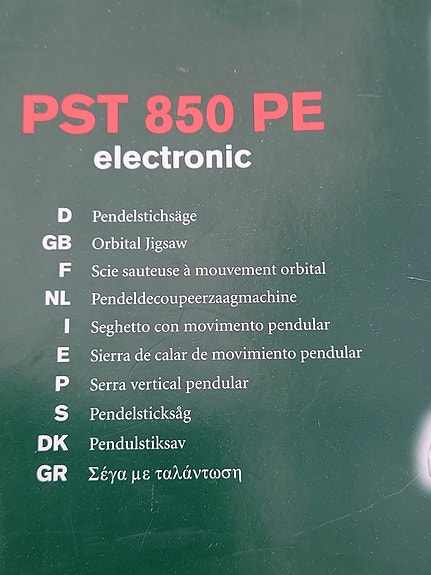 PST 850 PE
electronic
D Pendelstichsäge
GB Orbital Jigsaw
F Scie sauteuse à mouvement orbital
NL Pendeldecoupeerzaagmachine
I Seghetto con movimento pendular
E Sierra de calar de movimiento pendular
P Serra vertical pendular
S Pendelsticksåg
DK Pendulstiksav
GR Σέγα με ταλάντωση